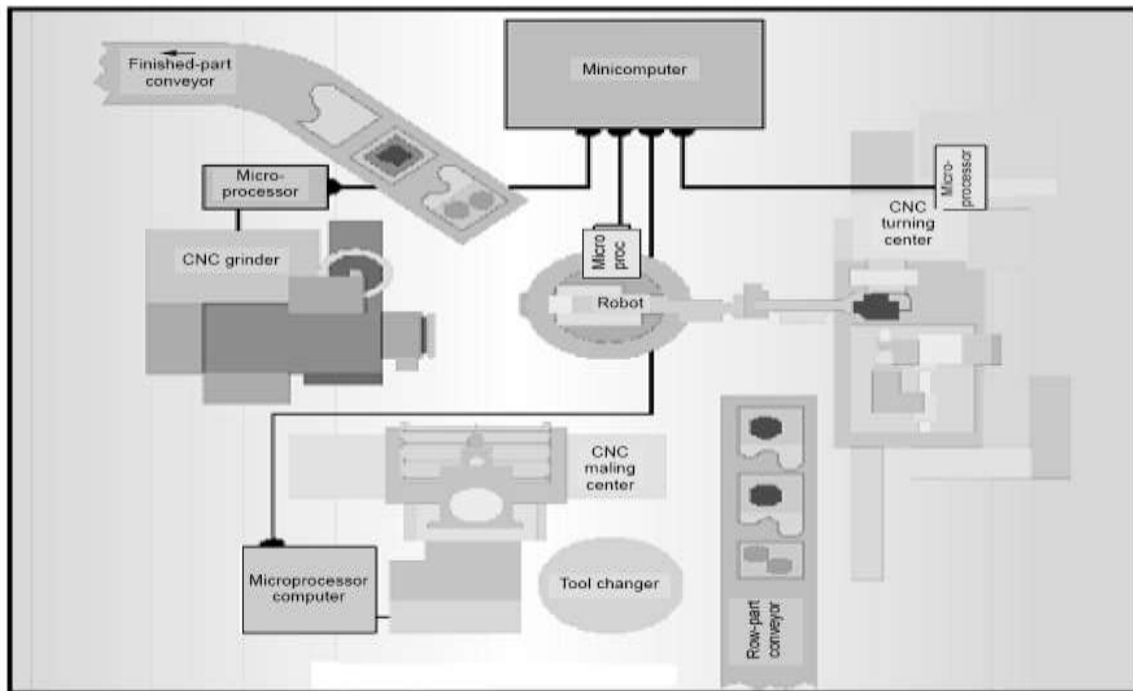 Finished-part
conveyor
Minicomputer
Micro-
processor
Micro-
processor
CNC
turning
center
CNC grinder
Micro
proc
Robot
CNC
maling
center
Microprocessor
computer
Tool changer
Row-part
conveyor